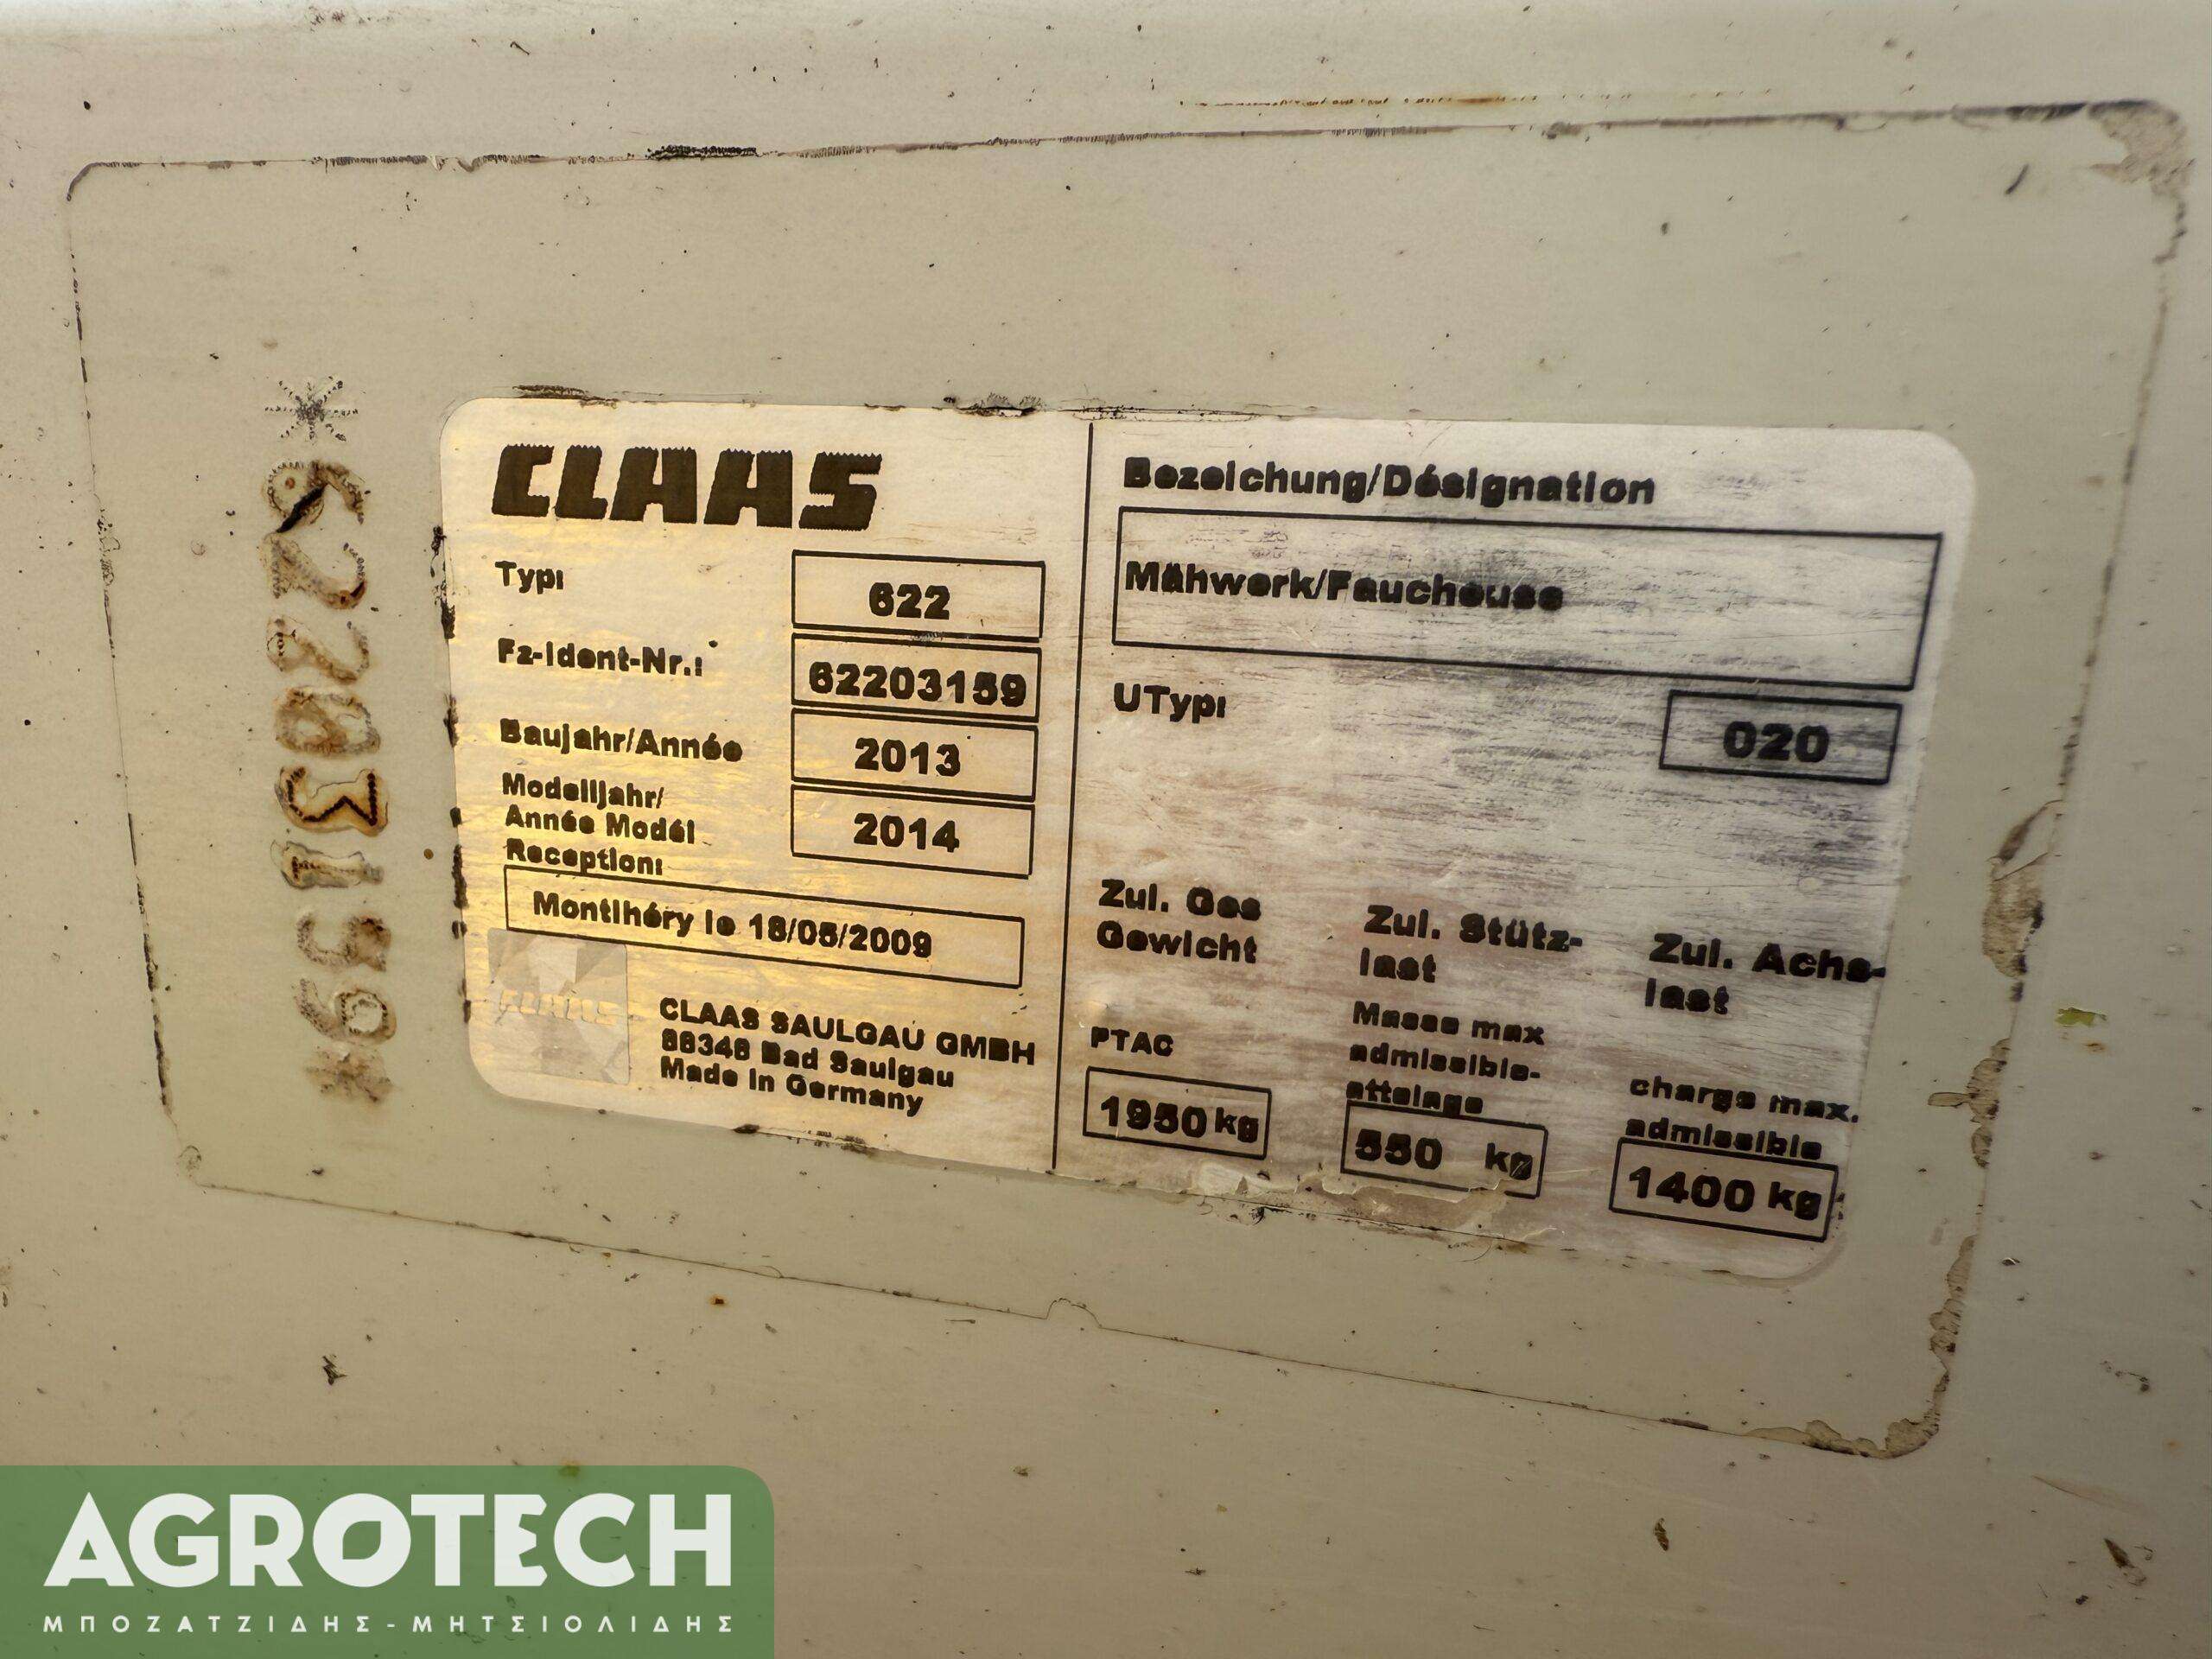 *62203159*
CLAAS
Typ: 622
Fz-Ident-Nr.: 62203159
Baujahr/Année 2013
Modelljahr/
Année Modél 2014
Reception:
Montlhéry le 18/05/2009
CLAAS
CLAAS SAULGAU GMBH
88348 Bad Saulgau
Made in Germany
Bezeichung/Désignation
Mähwerk/Faucheuse
UTyp: 020
Zul. Ges
Gewicht
PTAC
1950 kg
Zul. Stütz-
last
Masse max
admissible-
attelage
550 kg
Zul. Achs-
last
charge max.
admissible
1400 kg
AGROTECH
ΜΠΟΖΑΤΖΙΔΗΣ-ΜΗΤΣΙΟΛΙΔΗΣ